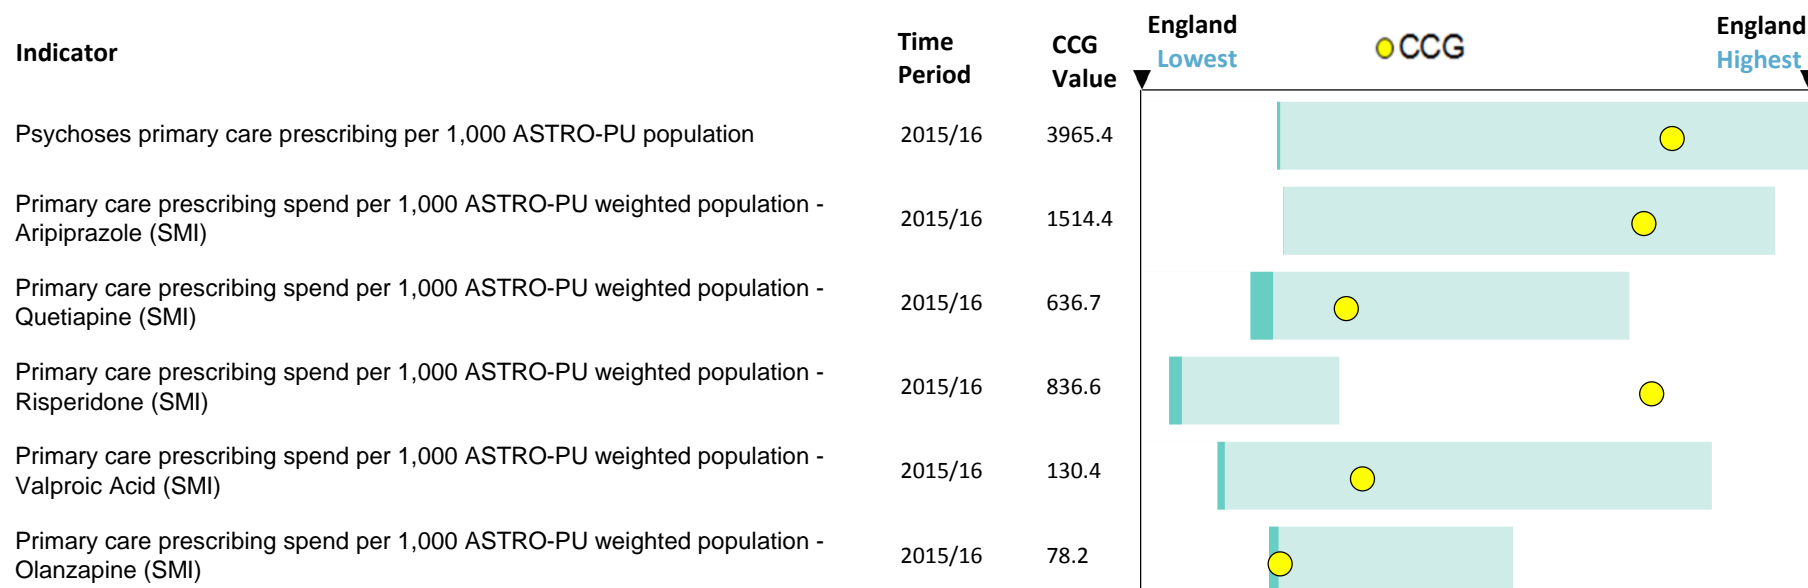 Indicator
Time
Period
CCG
Value
England
Lowest
CCG
England
Highest
Psychoses primary care prescribing per 1,000 ASTRO-PU population
2015/16
3965.4
Primary care prescribing spend per 1,000 ASTRO-PU weighted population -
Aripiprazole (SMI)
2015/16
1514.4
Primary care prescribing spend per 1,000 ASTRO-PU weighted population -
Quetiapine (SMI)
2015/16
636.7
Primary care prescribing spend per 1,000 ASTRO-PU weighted population -
Risperidone (SMI)
2015/16
836.6
Primary care prescribing spend per 1,000 ASTRO-PU weighted population -
Valproic Acid (SMI)
2015/16
130.4
Primary care prescribing spend per 1,000 ASTRO-PU weighted population -
Olanzapine (SMI)
2015/16
78.2